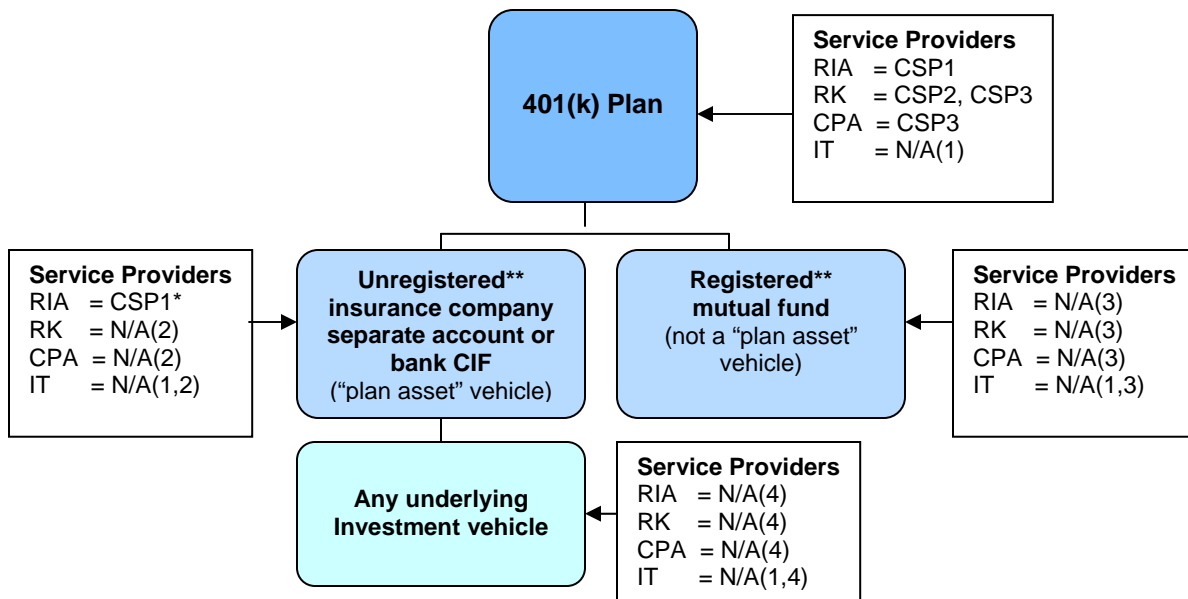 401(k) Plan
Service Providers
RIA = CSP1
RK = CSP2, CSP3
CPA = CSP3
IT = N/A(1)
Service Providers
RIA = CSP1*
RK = N/A(2)
CPA = N/A(2)
IT = N/A(1,2)
Unregistered**
insurance company
separate account or
bank CIF
(“plan asset” vehicle)
Registered**
mutual fund
(not a “plan asset”
vehicle)
Service Providers
RIA = N/A(3)
RK = N/A(3)
CPA = N/A(3)
IT = N/A(1,3)
Any underlying
Investment vehicle
Service Providers
RIA = N/A(4)
RK = N/A(4)
CPA = N/A(4)
IT = N/A(1,4)